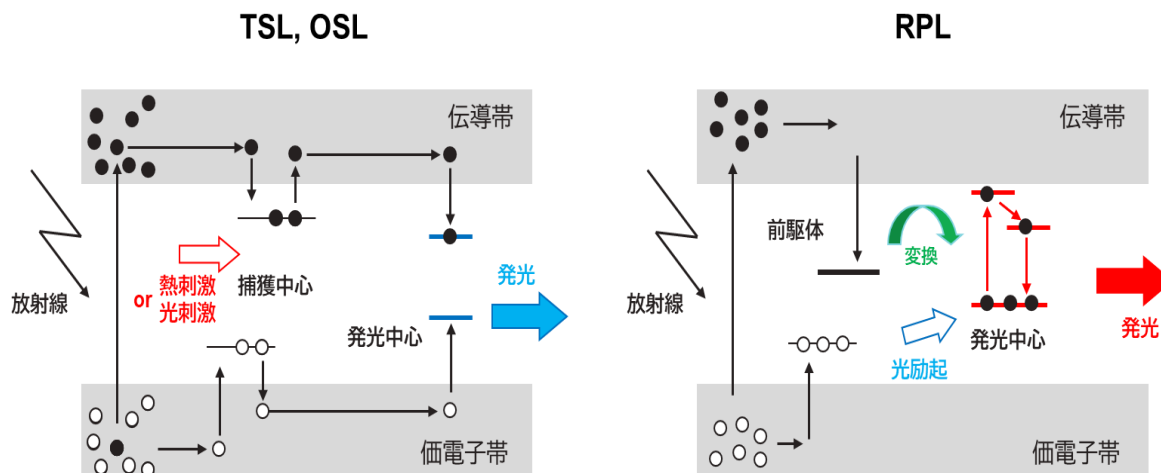 TSL, OSL
伝導帯
放射線
or 熱刺激
光刺激
捕獲中心
発光
発光中心
価電子帯
RPL
伝導帯
放射線
前駆体
変換
光励起
発光中心
発光
価電子帯